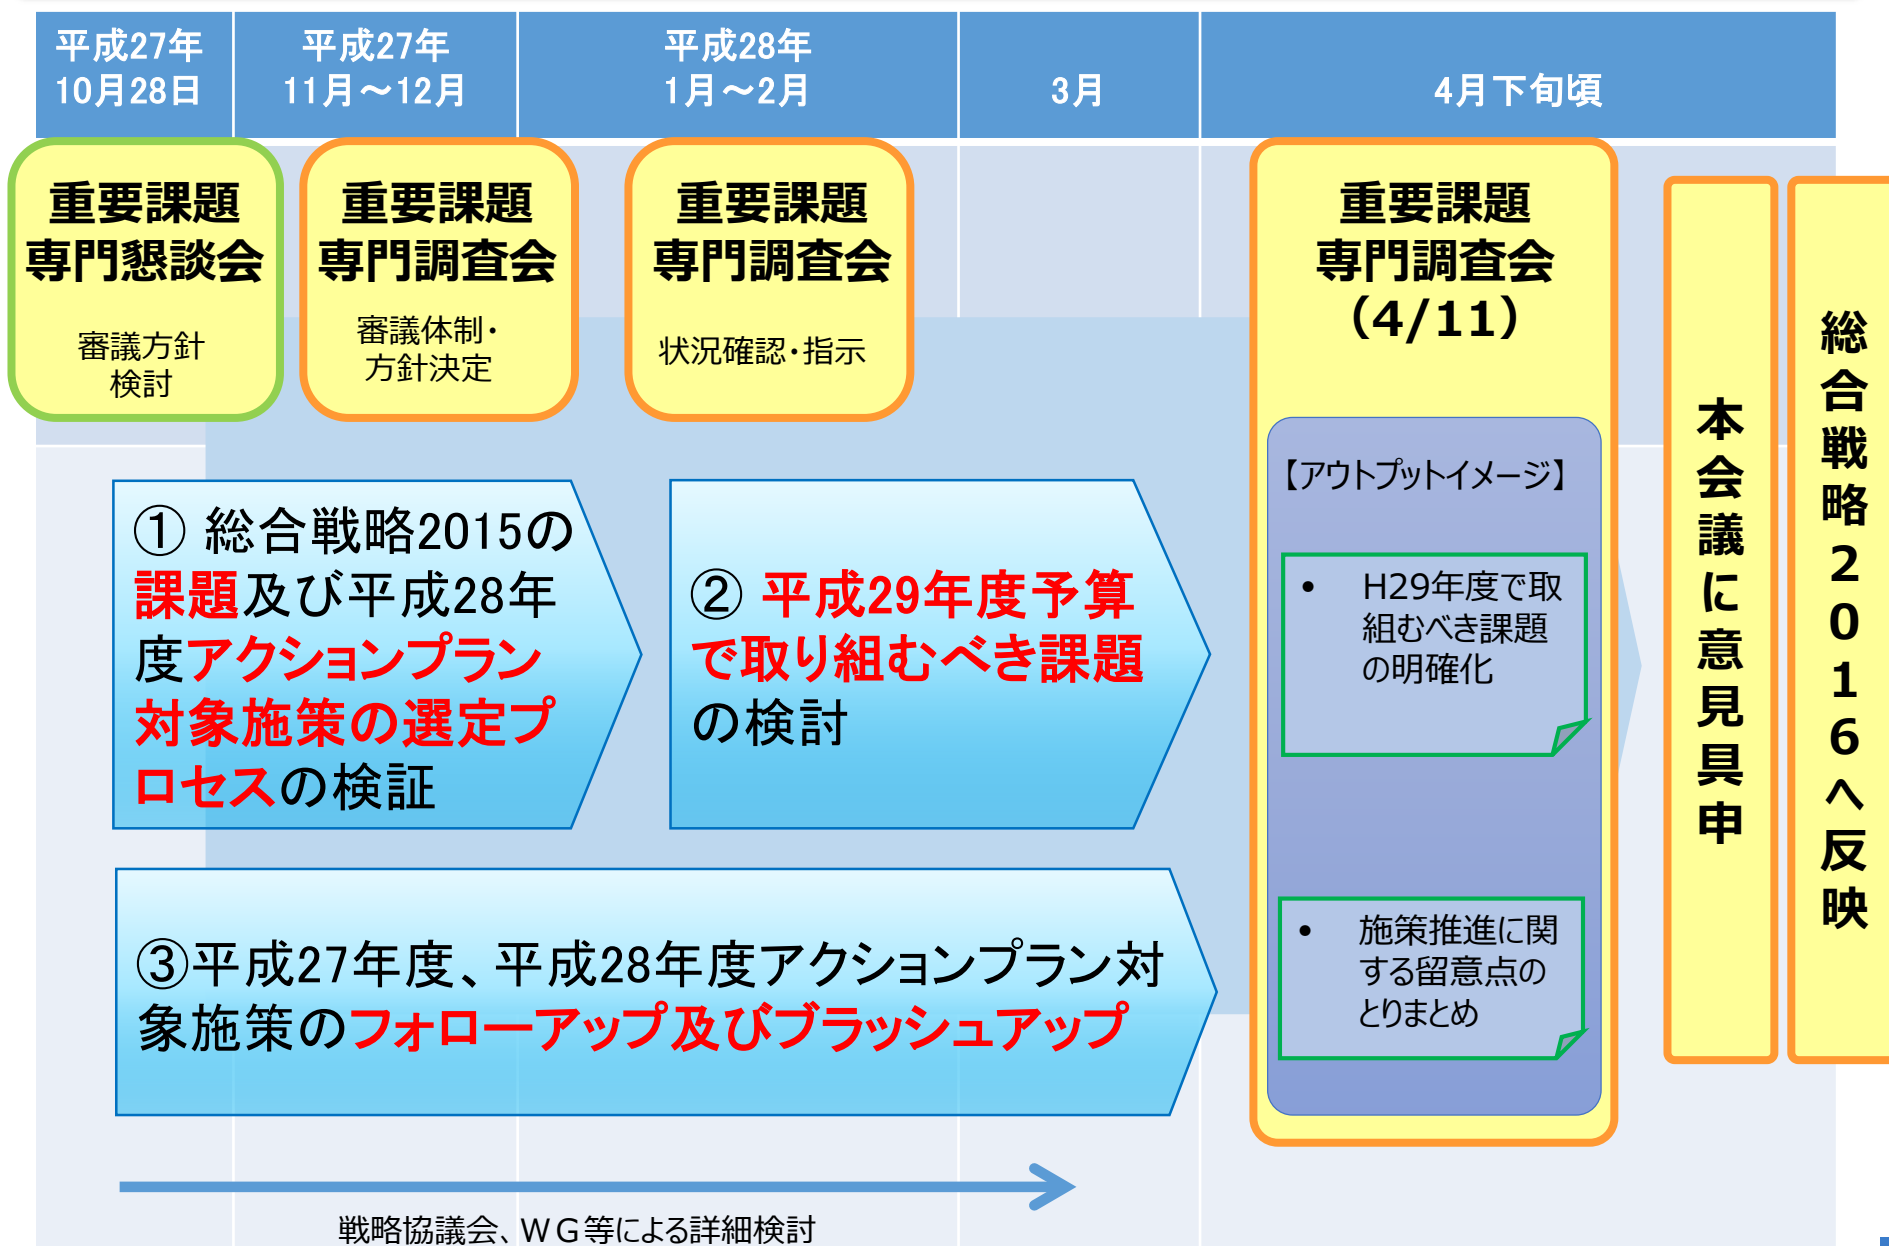 平成27年
10月28日
平成27年
11月～12月
平成28年
1月～2月
3月
4月下旬頃
重要課題
専門懇談会
審議方針
検討
重要課題
専門調査会
審議体制・
方針決定
重要課題
専門調査会
状況確認・指示
重要課題
専門調査会
（4/11）
【アウトプットイメージ】
• H29年度で取
組むべき課題
の明確化
• 施策推進に関
する留意点の
とりまとめ
① 総合戦略2015の
課題及び平成28年
度アクションプラン
対象施策の選定プ
ロセスの検証
② 平成29年度予算
で取り組むべき課題
の検討
③平成27年度、平成28年度アクションプラン対
象施策のフォローアップ及びブラッシュアップ
戦略協議会、ＷＧ等による詳細検討
本会議に意見具申
総合戦略2016へ反映